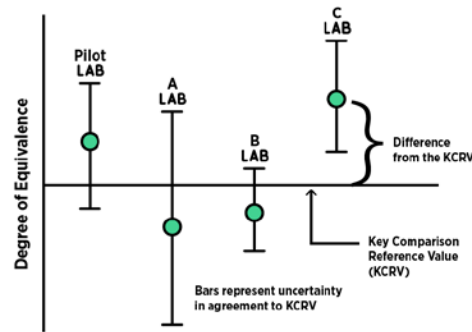 Degree of Equivalence
Pilot
LAB
A
LAB
B
LAB
C
LAB
Difference
from the KCRV
Key Comparison
Reference Value
(KCRV)
Bars represent uncertainty
in agreement to KCRV